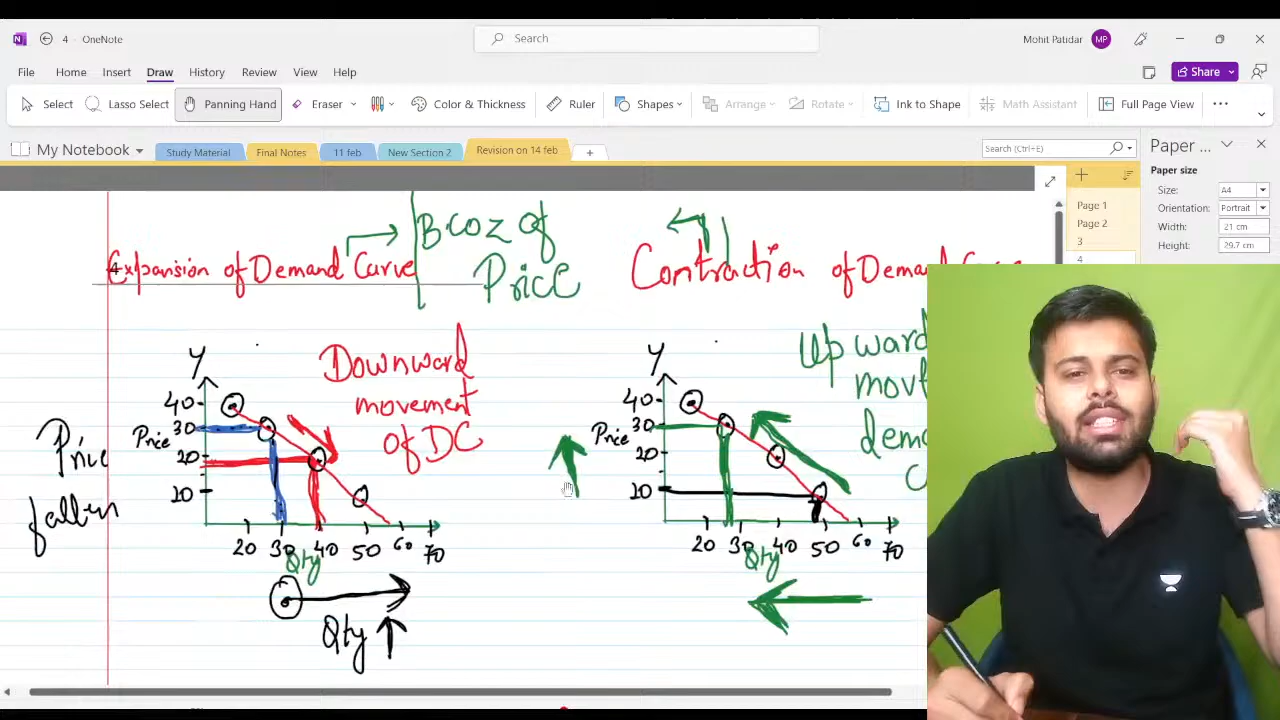 4 - OneNote
Search
Mohit Patidar MP
File Home Insert Draw History Review View Help
Share
Select Lasso Select Panning Hand Eraser Color & Thickness Ruler Shapes Arrange Rotate Ink to Shape Math Assistant Full Page View
My Notebook
Study Material
Final Notes
11 feb
New Section 2
Revision on 14 feb
Search (Ctrl+E)
Paper ...
Paper size
Size: A4
Orientation: Portrait
Width: 21 cm
Height: 29.7 cm
Page 1
Page 2
3
4
Expansion of Demand Curve
Bcoz of
Price
Contraction of Demand
Downward
movement
of DC
Y
40
30
Price
20
10
20 30 40 50 60 70
Qty
Price
fallen
Qty
Y
40
30
Price
20
10
20 30 40 50 60 70
Qty
Upward